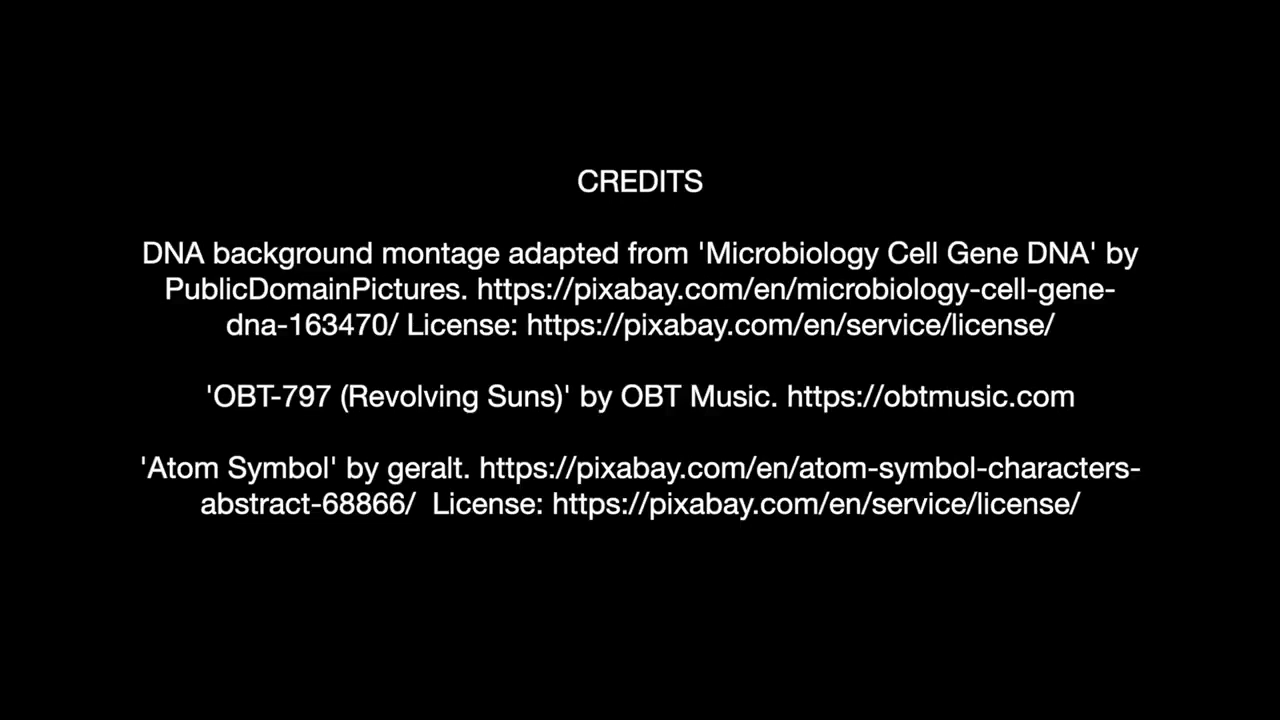 CREDITS
DNA background montage adapted from 'Microbiology Cell Gene DNA' by
PublicDomainPictures. https://pixabay.com/en/microbiology-cell-gene-
dna-163470/ License: https://pixabay.com/en/service/license/
'OBT-797 (Revolving Suns)' by OBT Music. https://obtmusic.com
'Atom Symbol' by geralt. https://pixabay.com/en/atom-symbol-characters-
abstract-68866/  License: https://pixabay.com/en/service/license/